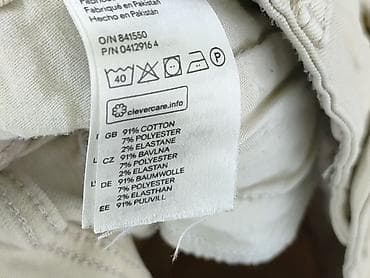 Fabriqué en Pakistan
Hecho en Pakistán
O/N 841550
P/N 0412916 4
40 P
clevercare.info
GB 91% COTTON
7% POLYESTER
2% ELASTANE
CZ 91% BAVLNA
7% POLYESTER
2% ELASTAN
DE 91% BAUMWOLLE
7% POLYESTER
2% ELASTHAN
EE 91% PUUVILL